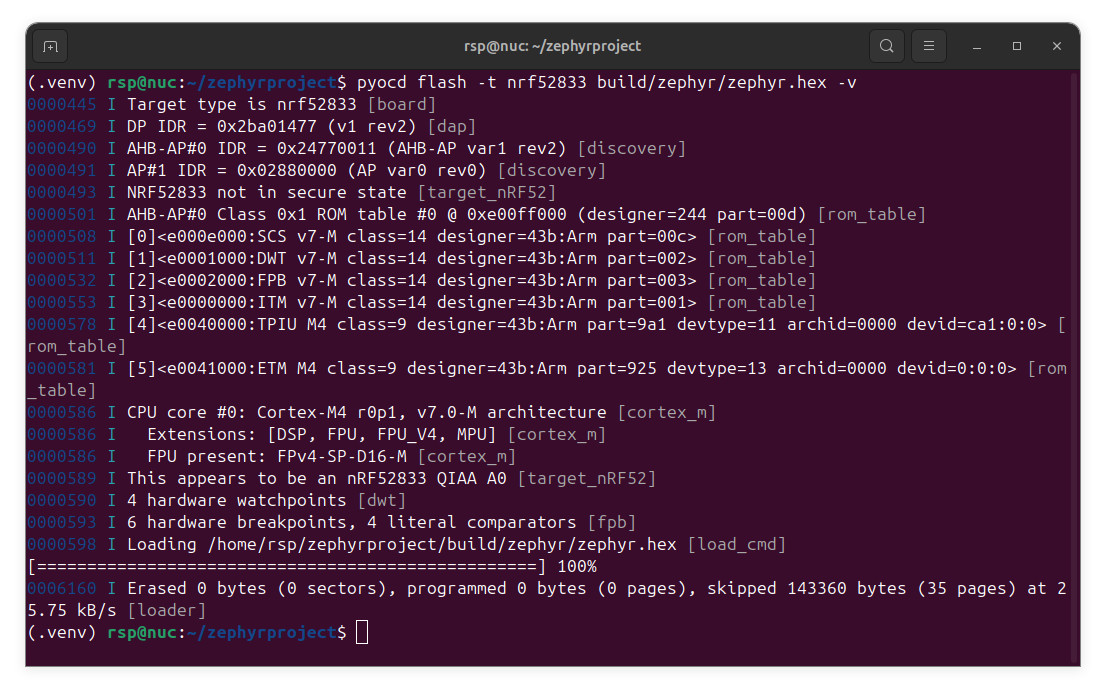 rsp@nuc: ~/zephyrproject
(.venv) rsp@nuc:~/zephyrproject$ pyocd flash -t nrf52833 build/zephyr/zephyr.hex -v
0000445 I Target type is nrf52833 [board]
0000469 I DP IDR = 0x2ba01477 (v1 rev2) [dap]
0000490 I AHB-AP#0 IDR = 0x24770011 (AHB-AP var1 rev2) [discovery]
0000491 I AP#1 IDR = 0x02880000 (AP var0 rev0) [discovery]
0000493 I NRF52833 not in secure state [target_nRF52]
0000501 I AHB-AP#0 Class 0x1 ROM table #0 @ 0xe00ff000 (designer=244 part=00d) [rom_table]
0000508 I [0]<e000e000:SCS v7-M class=14 designer=43b:Arm part=00c> [rom_table]
0000511 I [1]<e0001000:DWT v7-M class=14 designer=43b:Arm part=002> [rom_table]
0000532 I [2]<e0002000:FPB v7-M class=14 designer=43b:Arm part=003> [rom_table]
0000553 I [3]<e0000000:ITM v7-M class=14 designer=43b:Arm part=001> [rom_table]
0000578 I [4]<e0040000:TPIU M4 class=9 designer=43b:Arm part=9a1 devtype=11 archid=0000 devid=ca1:0:0> [
rom_table]
0000581 I [5]<e0041000:ETM M4 class=9 designer=43b:Arm part=925 devtype=13 archid=0000 devid=0:0:0> [rom
_table]
0000586 I CPU core #0: Cortex-M4 r0p1, v7.0-M architecture [cortex_m]
0000586 I   Extensions: [DSP, FPU, FPU_V4, MPU] [cortex_m]
0000586 I   FPU present: FPv4-SP-D16-M [cortex_m]
0000589 I This appears to be an nRF52833 QIAA A0 [target_nRF52]
0000590 I 4 hardware watchpoints [dwt]
0000593 I 6 hardware breakpoints, 4 literal comparators [fpb]
0000598 I Loading /home/rsp/zephyrproject/build/zephyr/zephyr.hex [load_cmd]
[==================================================] 100%
0006160 I Erased 0 bytes (0 sectors), programmed 0 bytes (0 pages), skipped 143360 bytes (35 pages) at 2
5.75 kB/s [loader]
(.venv) rsp@nuc:~/zephyrproject$